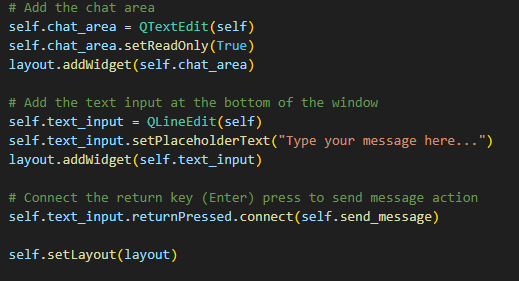 # Add the chat area
self.chat_area = QTextEdit(self)
self.chat_area.setReadOnly(True)
layout.addWidget(self.chat_area)

# Add the text input at the bottom of the window
self.text_input = QLineEdit(self)
self.text_input.setPlaceholderText("Type your message here...")
layout.addWidget(self.text_input)

# Connect the return key (Enter) press to send message action
self.text_input.returnPressed.connect(self.send_message)

self.setLayout(layout)